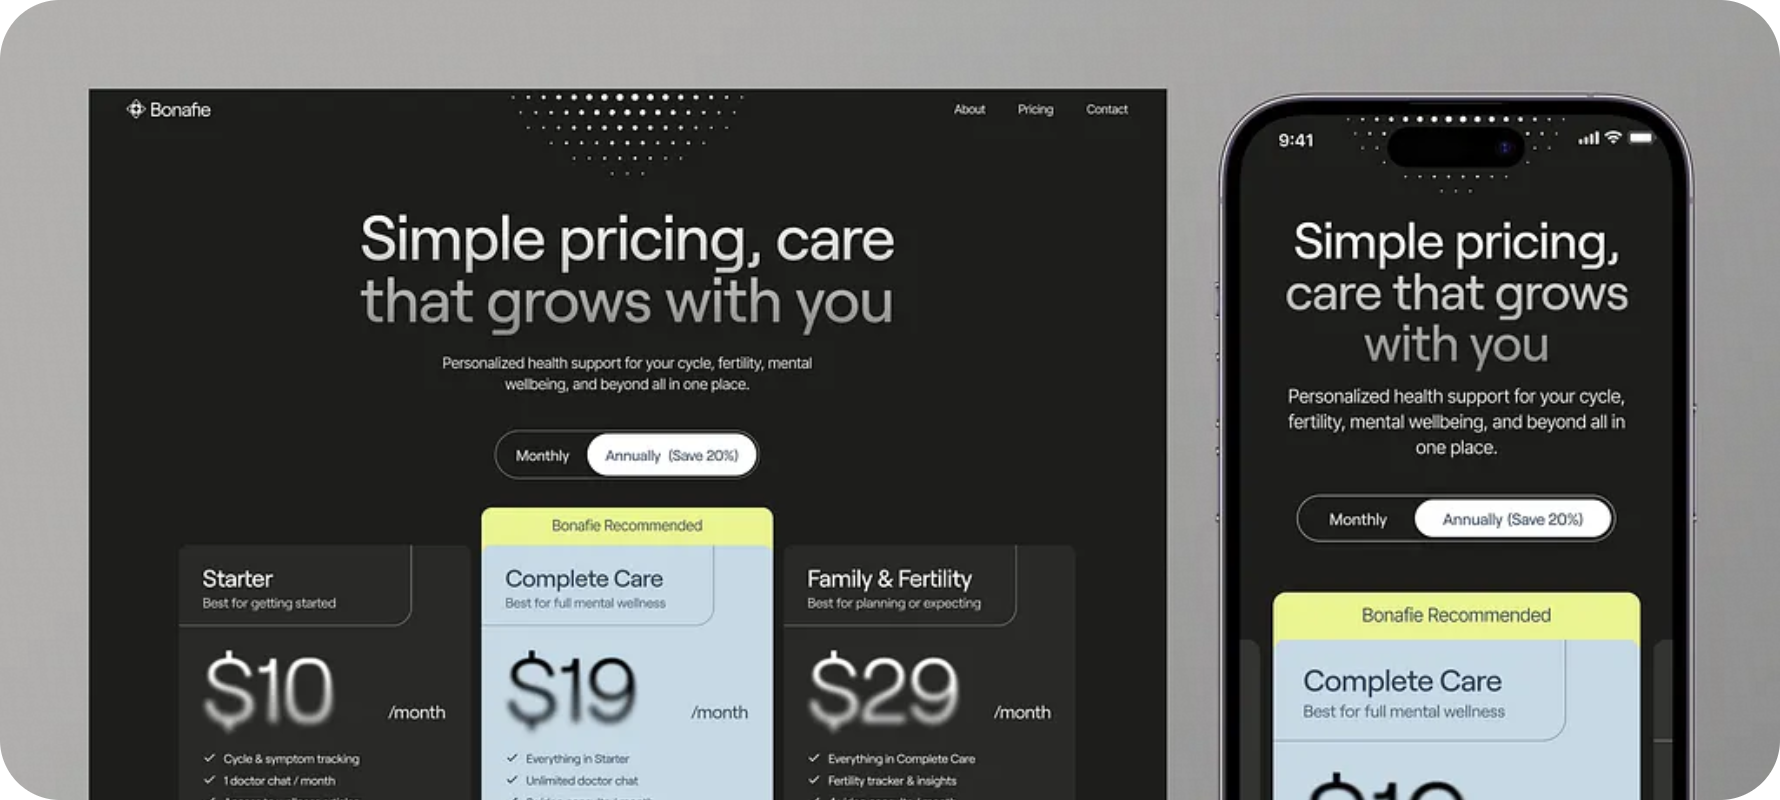 Bonafie
About Pricing Contact
Simple pricing, care
that grows with you
Personalized health support for your cycle, fertility, mental
wellbeing, and beyond all in one place.
Monthly Annually (Save 20%)
Bonafie Recommended
Starter
Best for getting started
$10 /month
Cycle & symptom tracking
1 doctor chat / month
Complete Care
Best for full mental wellness
$19 /month
Everything in Starter
Unlimited doctor chat
Family & Fertility
Best for planning or expecting
$29 /month
Everything in Complete Care
Fertility tracker & insights
9:41
Simple pricing,
care that grows
with you
Personalized health support for your cycle,
fertility, mental wellbeing, and beyond all in
one place.
Monthly Annually (Save 20%)
Bonafie Recommended
Complete Care
Best for full mental wellness